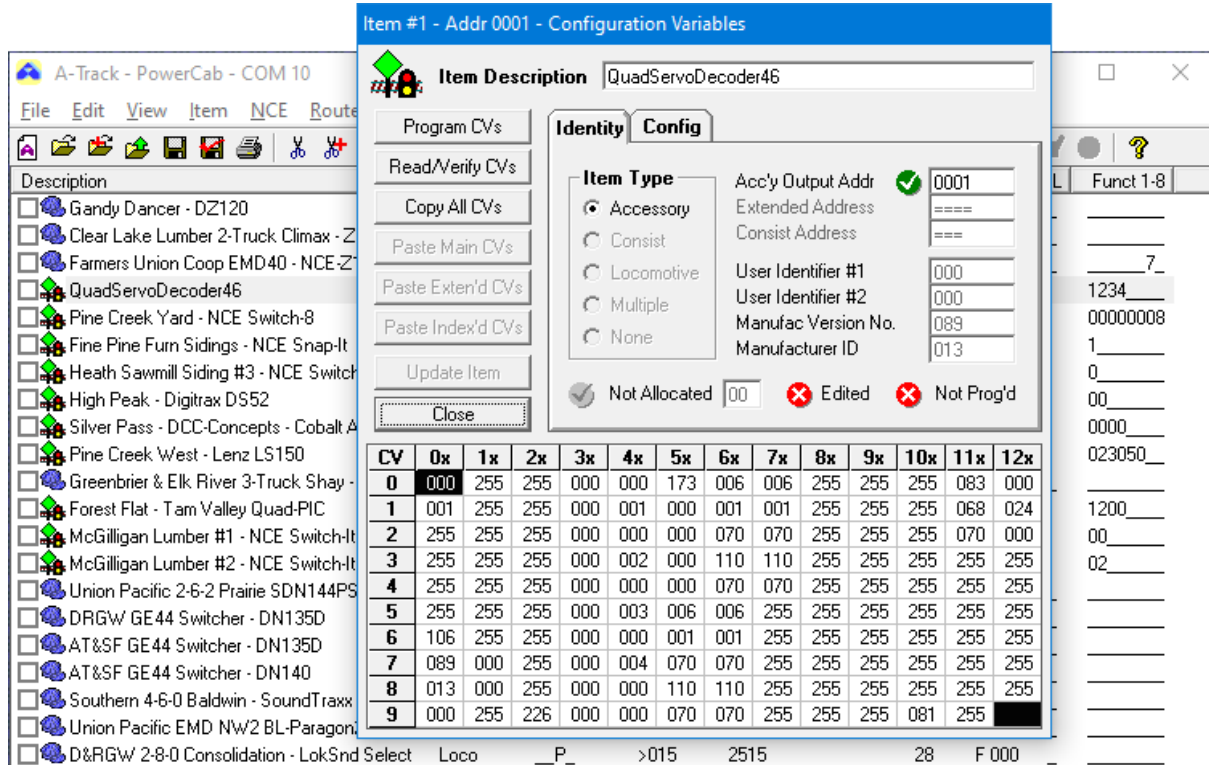 Item #1 - Addr 0001 - Configuration Variables
A-Track - PowerCab - COM 10
File Edit View Item NCE Route
Description
L Funct 1-8
Gandy Dancer - DZ120 ________
Clear Lake Lumber 2-Truck Climax - Z
Farmers Union Coop EMD40 - NCE-Z ______7_
QuadServoDecoder46 1234____
Pine Creek Yard - NCE Switch-8 00000008
Fine Pine Furn Sidings - NCE Snap-It 1_______
Heath Sawmill Siding #3 - NCE Switch 0_______
High Peak - Digitrax DS52 00______
Silver Pass - DCC-Concepts - Cobalt A 0000____
Pine Creek West - Lenz LS150 023050__
Greenbrier & Elk River 3-Truck Shay -
Forest Flat - Tam Valley Quad-PIC 1200____
McGilligan Lumber #1 - NCE Switch-It 00______
McGilligan Lumber #2 - NCE Switch-It 02______
Union Pacific 2-6-2 Prairie SDN144PS
DRGW GE44 Switcher - DN135D
AT&SF GE44 Switcher - DN135D
AT&SF GE44 Switcher - DN140
Southern 4-6-0 Baldwin - SoundTraxx
Union Pacific EMD NW2 BL-Paragon
D&RGW 2-8-0 Consolidation - LokSnd Select Loco __P_ >015 2515 28 F 000
Item Description QuadServoDecoder46
Program CVs
Read/Verify CVs
Copy All CVs
Paste Main CVs
Paste Exten'd CVs
Paste Index'd CVs
Update Item
Close
Identity Config
Item Type
Accessory
Consist
Locomotive
Multiple
None
Acc'y Output Addr 0001
Extended Address ====
Consist Address ===
User Identifier #1 000
User Identifier #2 000
Manufac Version No. 089
Manufacturer ID 013
Not Allocated 00 Edited Not Prog'd
CV 0x 1x 2x 3x 4x 5x 6x 7x 8x 9x 10x 11x 12x
0 000 255 255 000 000 173 006 006 255 255 255 083 000
1 001 255 255 000 001 000 001 001 255 255 255 068 024
2 255 255 255 000 000 000 070 070 255 255 255 070 000
3 255 255 255 000 002 000 110 110 255 255 255 255 255
4 255 255 255 000 000 000 070 070 255 255 255 255 255
5 255 255 255 000 003 006 006 255 255 255 255 255 255
6 106 255 255 000 000 001 001 255 255 255 255 255 255
7 089 000 255 000 004 070 070 255 255 255 255 255 255
8 013 000 255 000 000 110 110 255 255 255 255 255 255
9 000 255 226 000 000 070 070 255 255 255 081 255